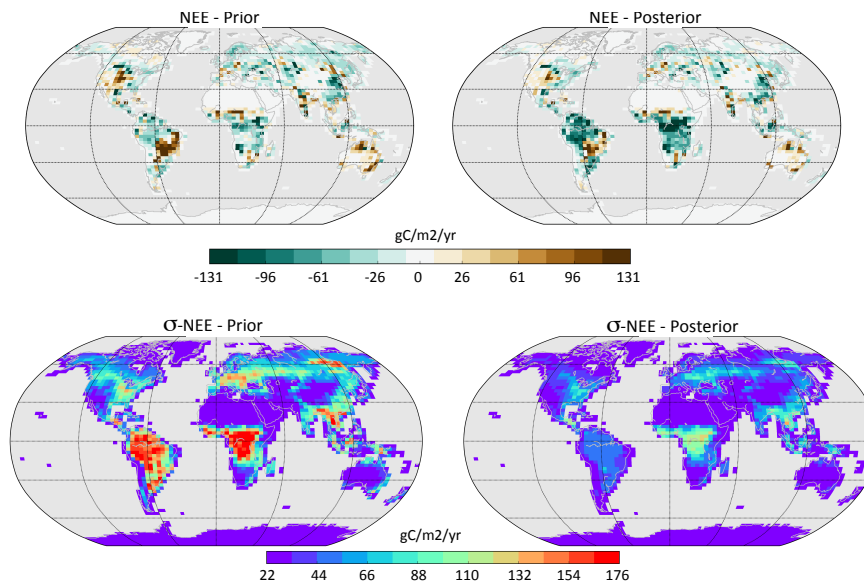 NEE - Prior
NEE - Posterior
gC/m2/yr
-131 -96 -61 -26 0 26 61 96 131
σ-NEE - Prior
σ-NEE - Posterior
gC/m2/yr
22 44 66 88 110 132 154 176